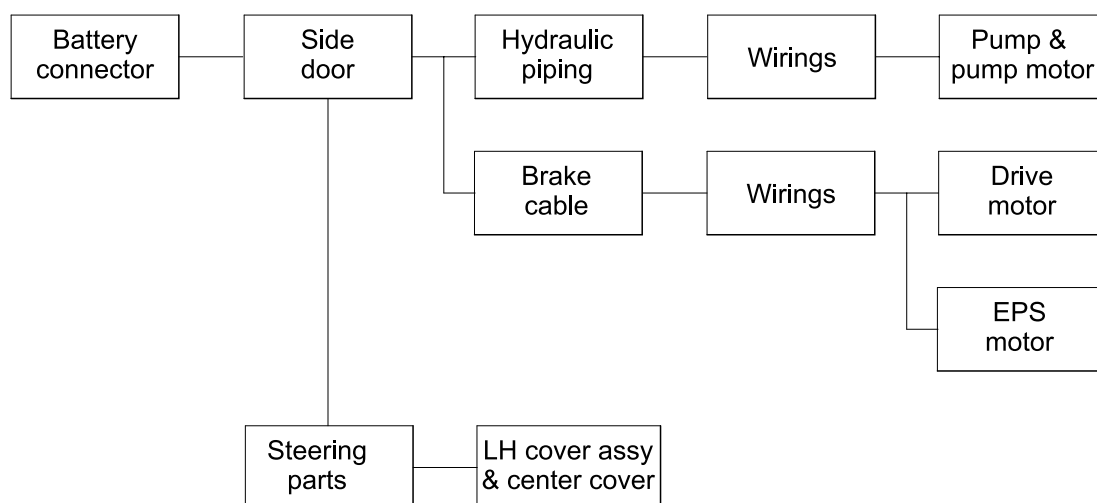 Battery
connector
Side
door
Hydraulic
piping
Wirings
Pump &
pump motor
Brake
cable
Wirings
Drive
motor
EPS
motor
Steering
parts
LH cover assy
& center cover